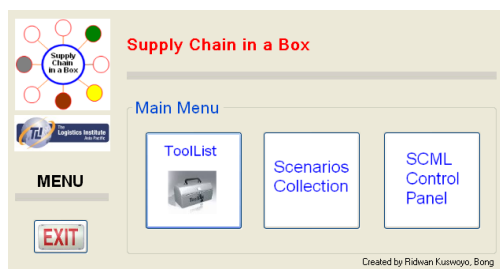 Supply
Chain
in a Box
Supply Chain in a Box
The
Logistics Institute
Asia Pacific
MENU
EXIT
Main Menu
ToolList
Scenarios
Collection
SCML
Control
Panel
Created by Ridwan Kuswoyo, Bong